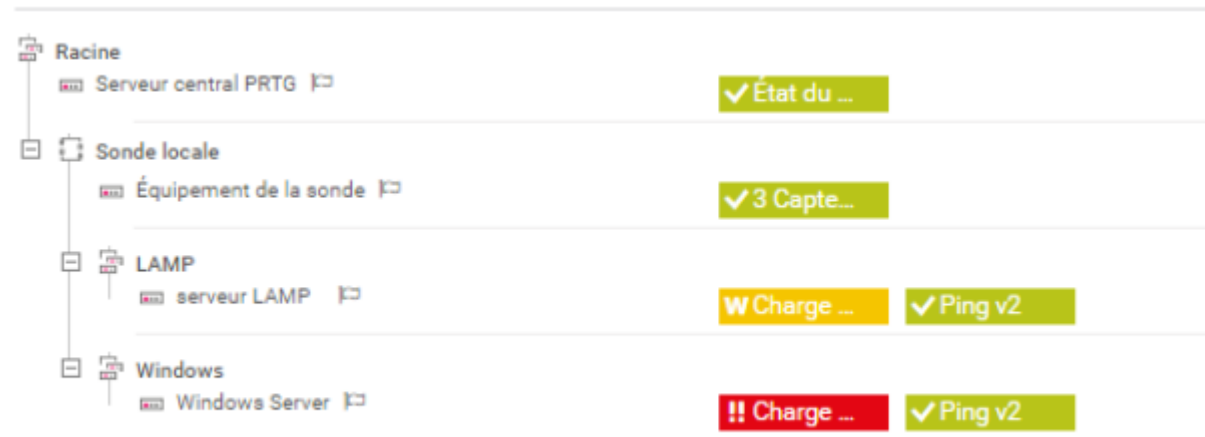 Racine
Serveur central PRTG
État du ...
Sonde locale
Équipement de la sonde
3 Capte...
LAMP
serveur LAMP
W Charge ... Ping v2
Windows
Windows Server
!! Charge ... Ping v2